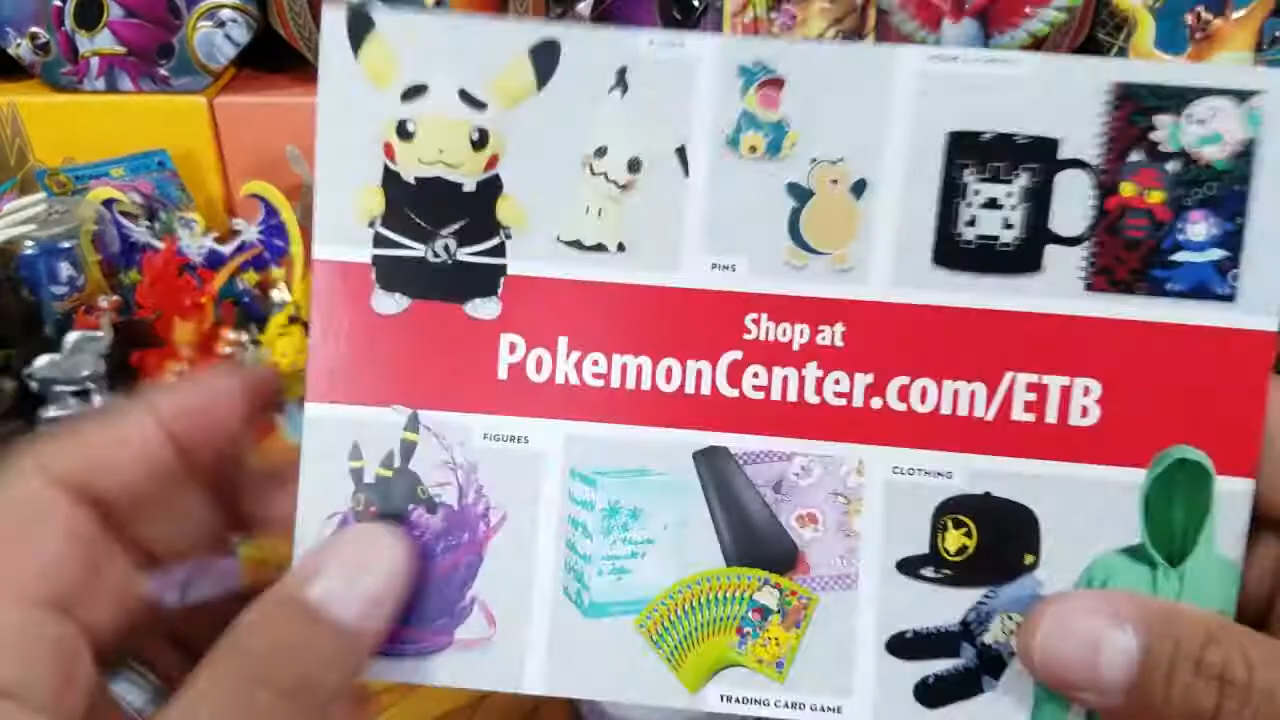 PINS
Shop at
PokemonCenter.com/ETB
FIGURES
CLOTHING
TRADING CARD GAME